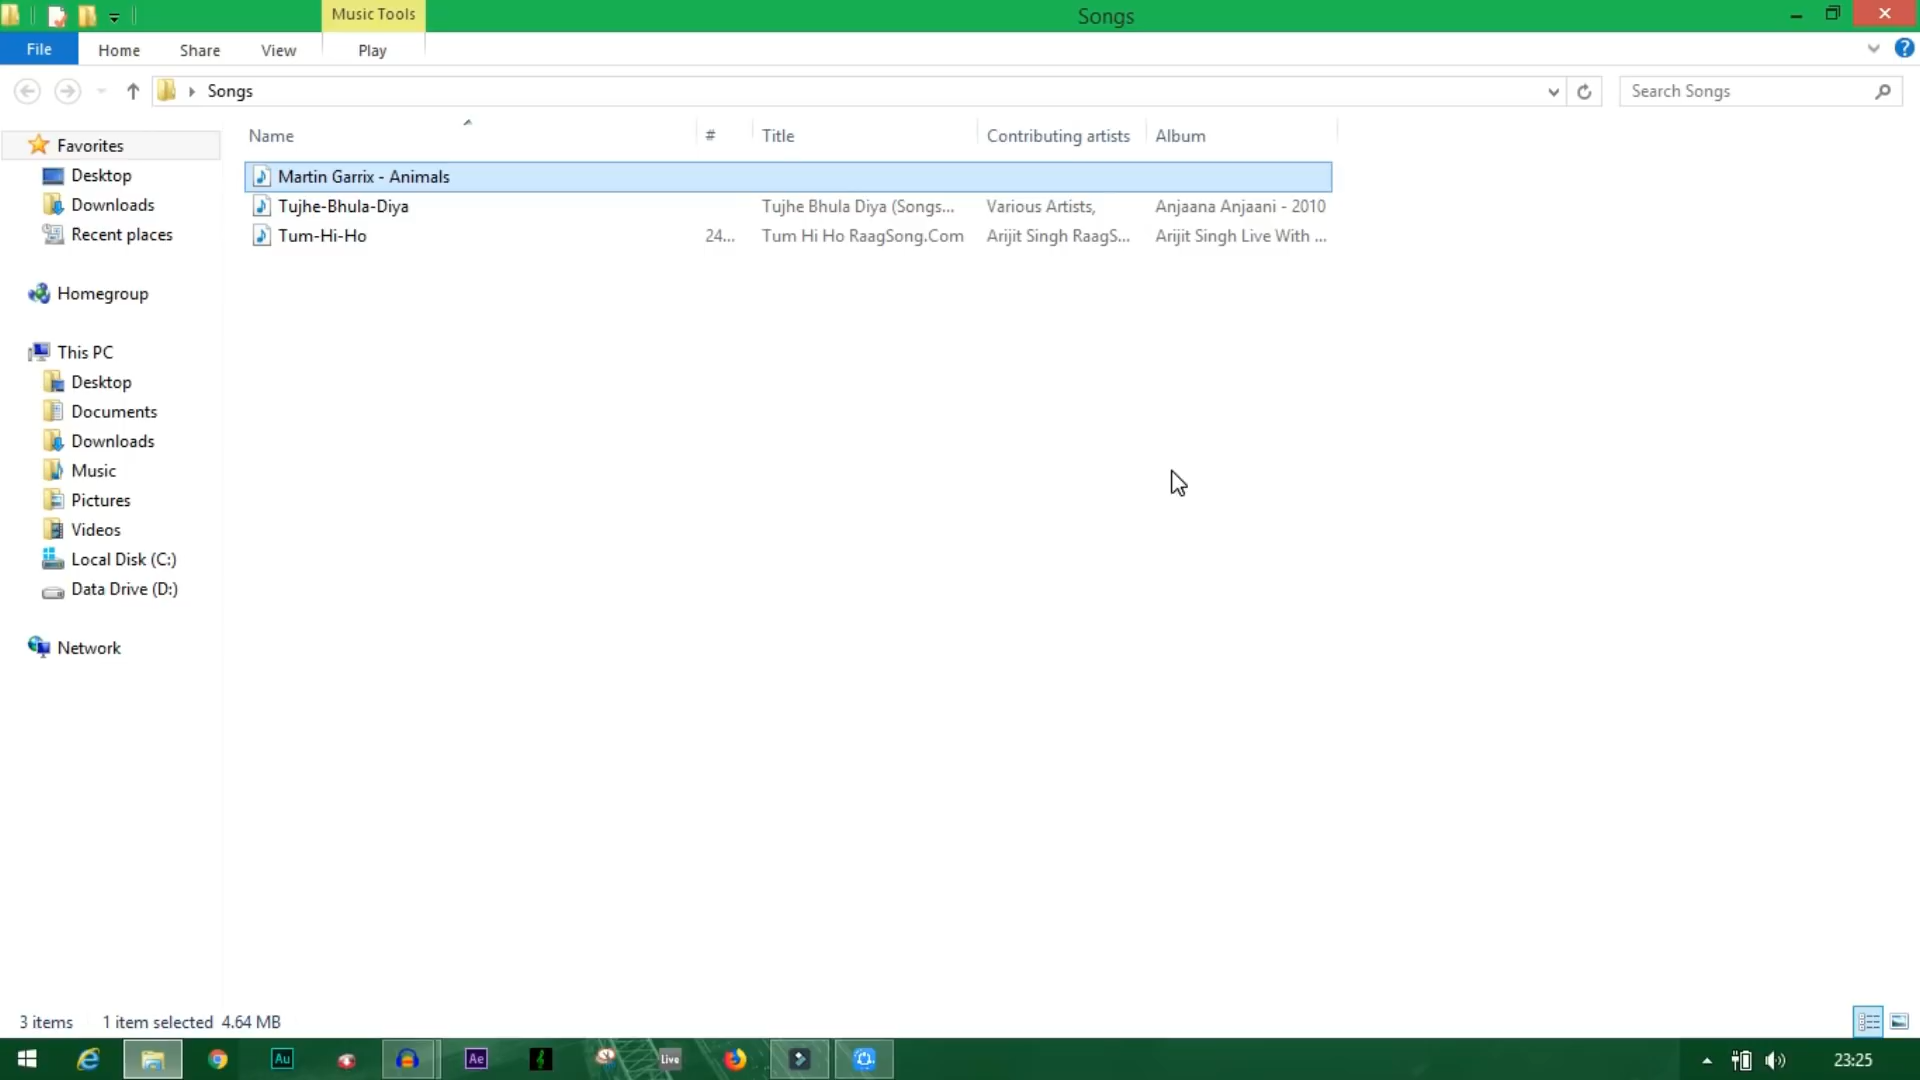 Music Tools
Songs
File Home Share View Play
Songs
Search Songs
Name # Title Contributing artists Album
Martin Garrix - Animals
Tujhe-Bhula-Diya Tujhe Bhula Diya (Songs... Various Artists, Anjaana Anjaani - 2010
Tum-Hi-Ho 24... Tum Hi Ho RaagSong.Com Arijit Singh RaagS... Arijit Singh Live With ...
Favorites
Desktop
Downloads
Recent places
Homegroup
This PC
Desktop
Documents
Downloads
Music
Pictures
Videos
Local Disk (C:)
Data Drive (D:)
Network
3 items 1 item selected 4.64 MB
Au Ae Live 23:25